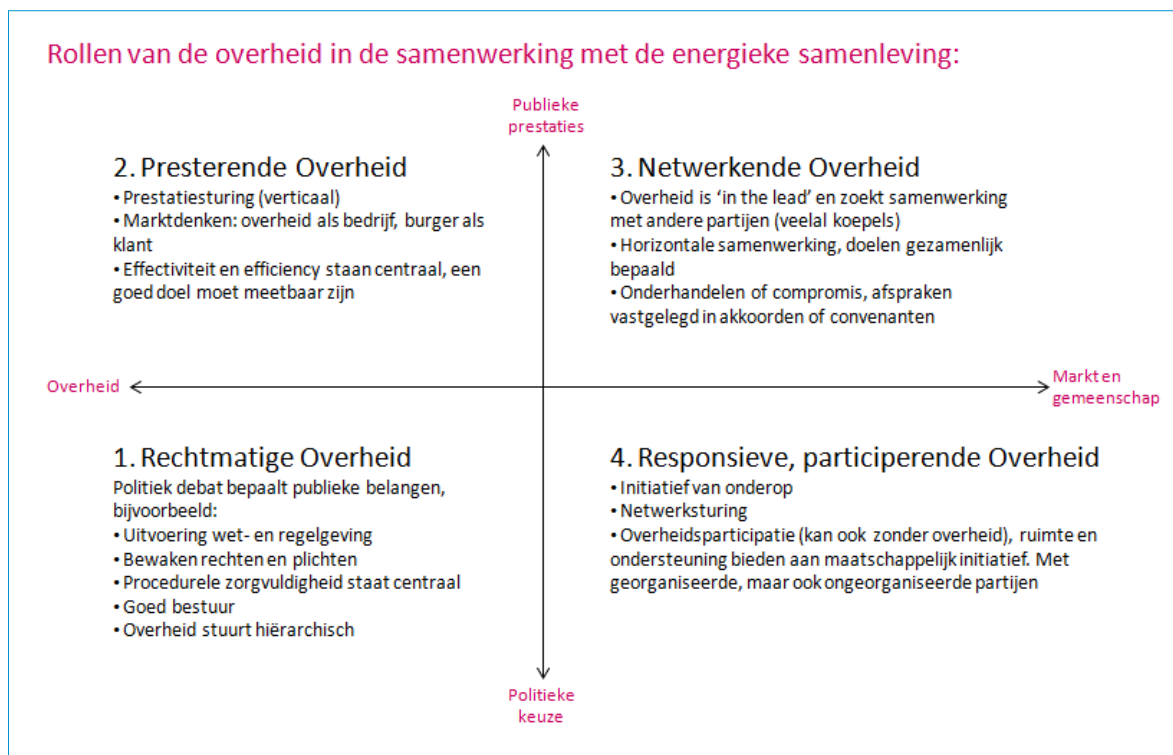 Rollen van de overheid in de samenwerking met de energieke samenleving:
Publieke
prestaties
2. Presterende Overheid
• Prestatiesturing (verticaal)
• Marktdenken: overheid als bedrijf, burger als
klant
• Effectiviteit en efficiency staan centraal, een
goed doel moet meetbaar zijn
3. Netwerkende Overheid
• Overheid is ‘in the lead’ en zoekt samenwerking
met andere partijen (veelal koepels)
• Horizontale samenwerking, doelen gezamenlijk
bepaald
• Onderhandelen of compromis, afspraken
vastgelegd in akkoorden of convenanten
Overheid
Markt en
gemeenschap
1. Rechtmatige Overheid
Politiek debat bepaalt publieke belangen,
bijvoorbeeld:
• Uitvoering wet- en regelgeving
• Bewaken rechten en plichten
• Procedurele zorgvuldigheid staat centraal
• Goed bestuur
• Overheid stuurt hiërarchisch
4. Responsieve, participerende Overheid
• Initiatief van onderop
• Netwerksturing
• Overheidsparticipatie (kan ook zonder overheid), ruimte en
ondersteuning bieden aan maatschappelijk initiatief. Met
georganiseerde, maar ook ongeorganiseerde partijen
Politieke
keuze